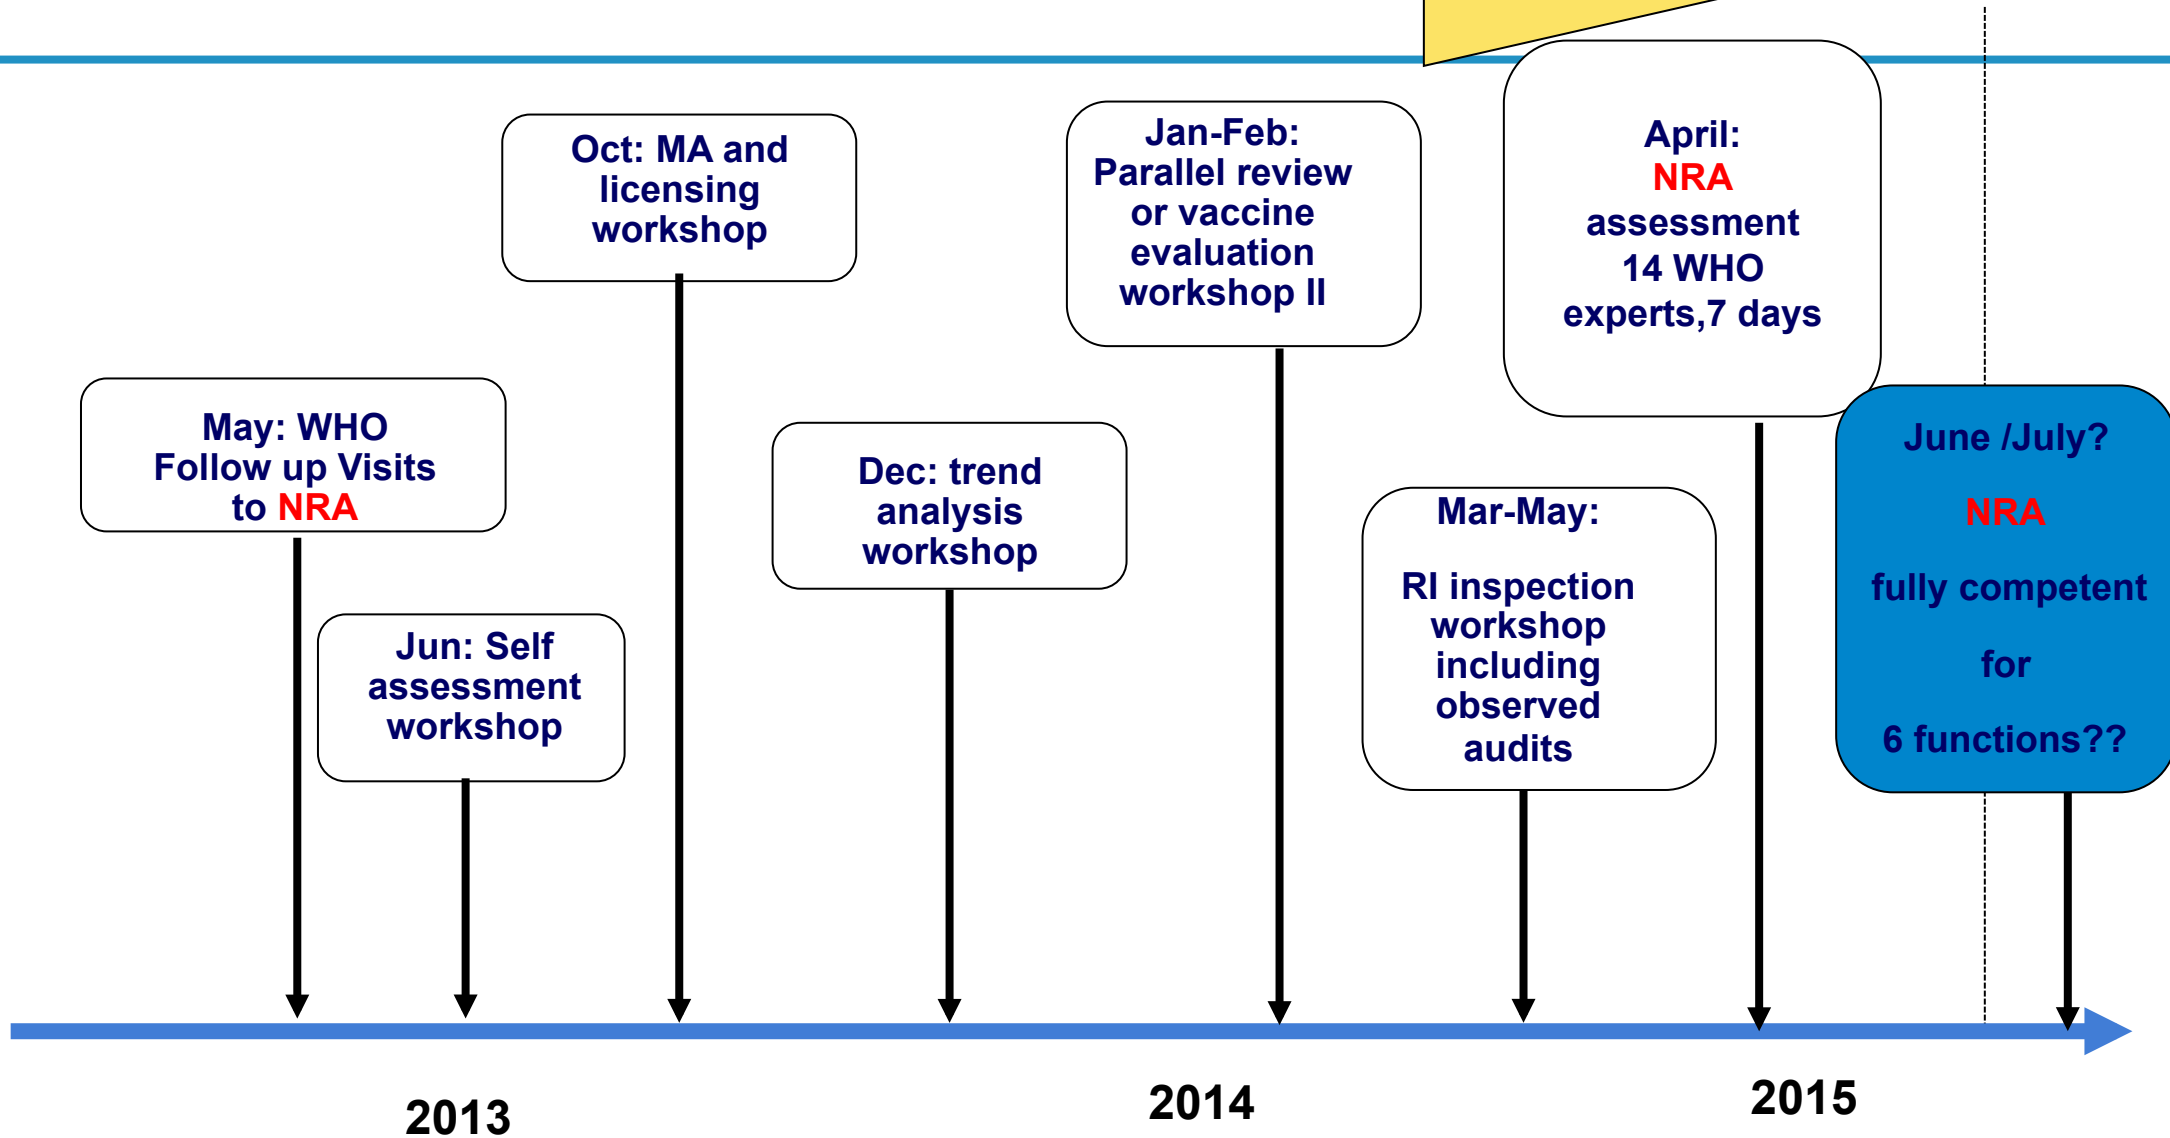 May: WHO
Follow up Visits
to NRA
Jun: Self
assessment
workshop
Oct: MA and
licensing
workshop
Dec: trend
analysis
workshop
Jan-Feb:
Parallel review
or vaccine
evaluation
workshop II
Mar-May:
RI inspection
workshop
including
observed
audits
April:
NRA
assessment
14 WHO
experts,7 days
June /July?
NRA
fully competent
for
6 functions??
2013
2014
2015